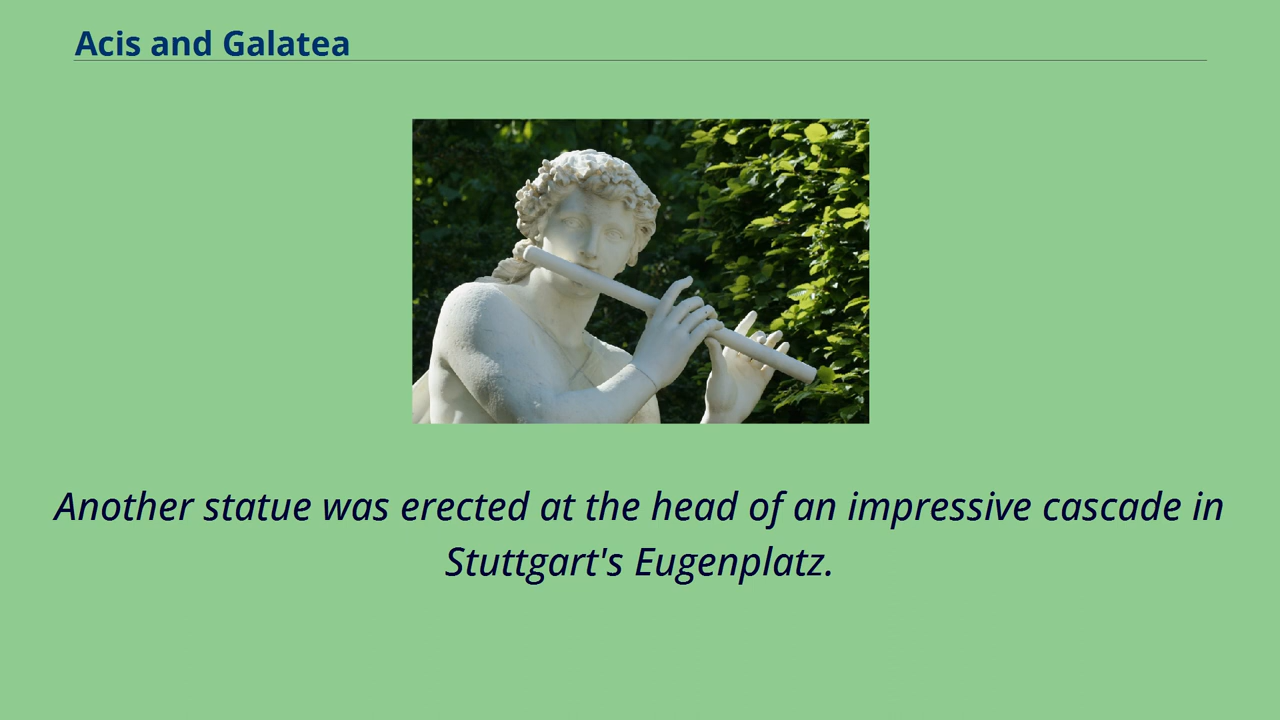 Acis and Galatea
Another statue was erected at the head of an impressive cascade in
Stuttgart's Eugenplatz.